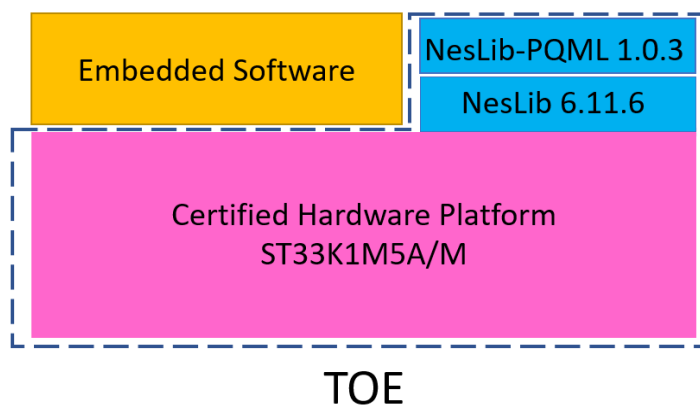 Embedded Software
NesLib-PQML 1.0.3
NesLib 6.11.6
Certified Hardware Platform
ST33K1M5A/M
TOE